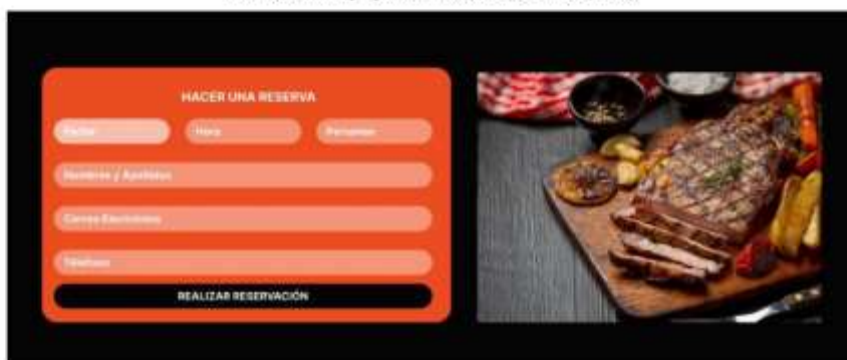 HACER UNA RESERVA
Fecha Hora Personas
Nombres y Apellidos
Correo Electrónico
Teléfono
REALIZAR RESERVACIÓN